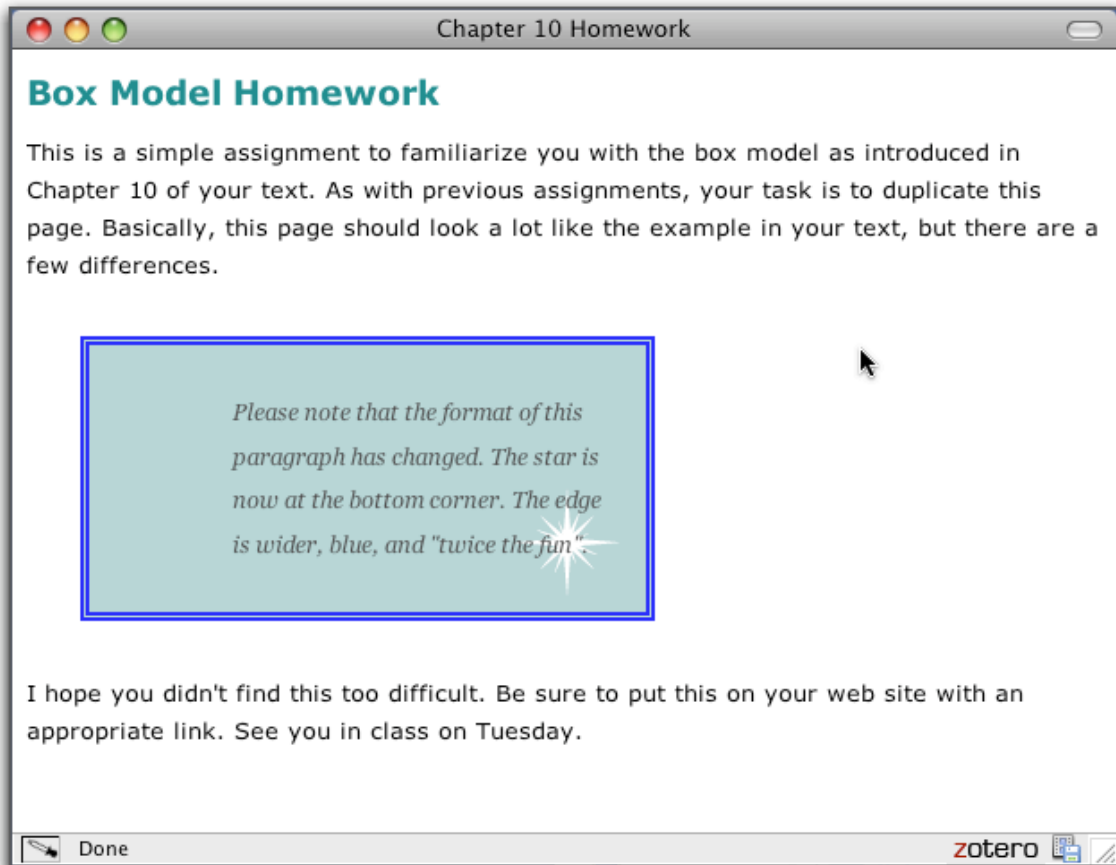 Chapter 10 Homework
Box Model Homework
This is a simple assignment to familiarize you with the box model as introduced in
Chapter 10 of your text. As with previous assignments, your task is to duplicate this
page. Basically, this page should look a lot like the example in your text, but there are a
few differences.
Please note that the format of this
paragraph has changed. The star is
now at the bottom corner. The edge
is wider, blue, and "twice the fun".
I hope you didn't find this too difficult. Be sure to put this on your web site with an
appropriate link. See you in class on Tuesday.
Done
zotero